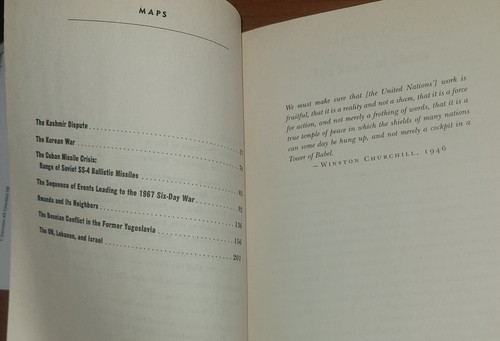 MAPS
The Kashmir Dispute
The Korean War
The Cuban Missile Crisis:
Range of Soviet SS-4 Ballistic Missiles
The Sequence of Events Leading to the 1967 Six-Day War
Rwanda and Its Neighbors
The Bosnian Conflict in the Former Yugoslavia
The UN, Lebanon, and Israel 201
We must make sure that [the United Nations'] work is
fruitful, that it is a reality and not a sham, that it is a force
for action, and not merely a frothing of words, that it is a
true temple of peace in which the shields of many nations
can some day be hung up, and not merely a cockpit in a
Tower of Babel.
— WINSTON CHURCHILL, 1946